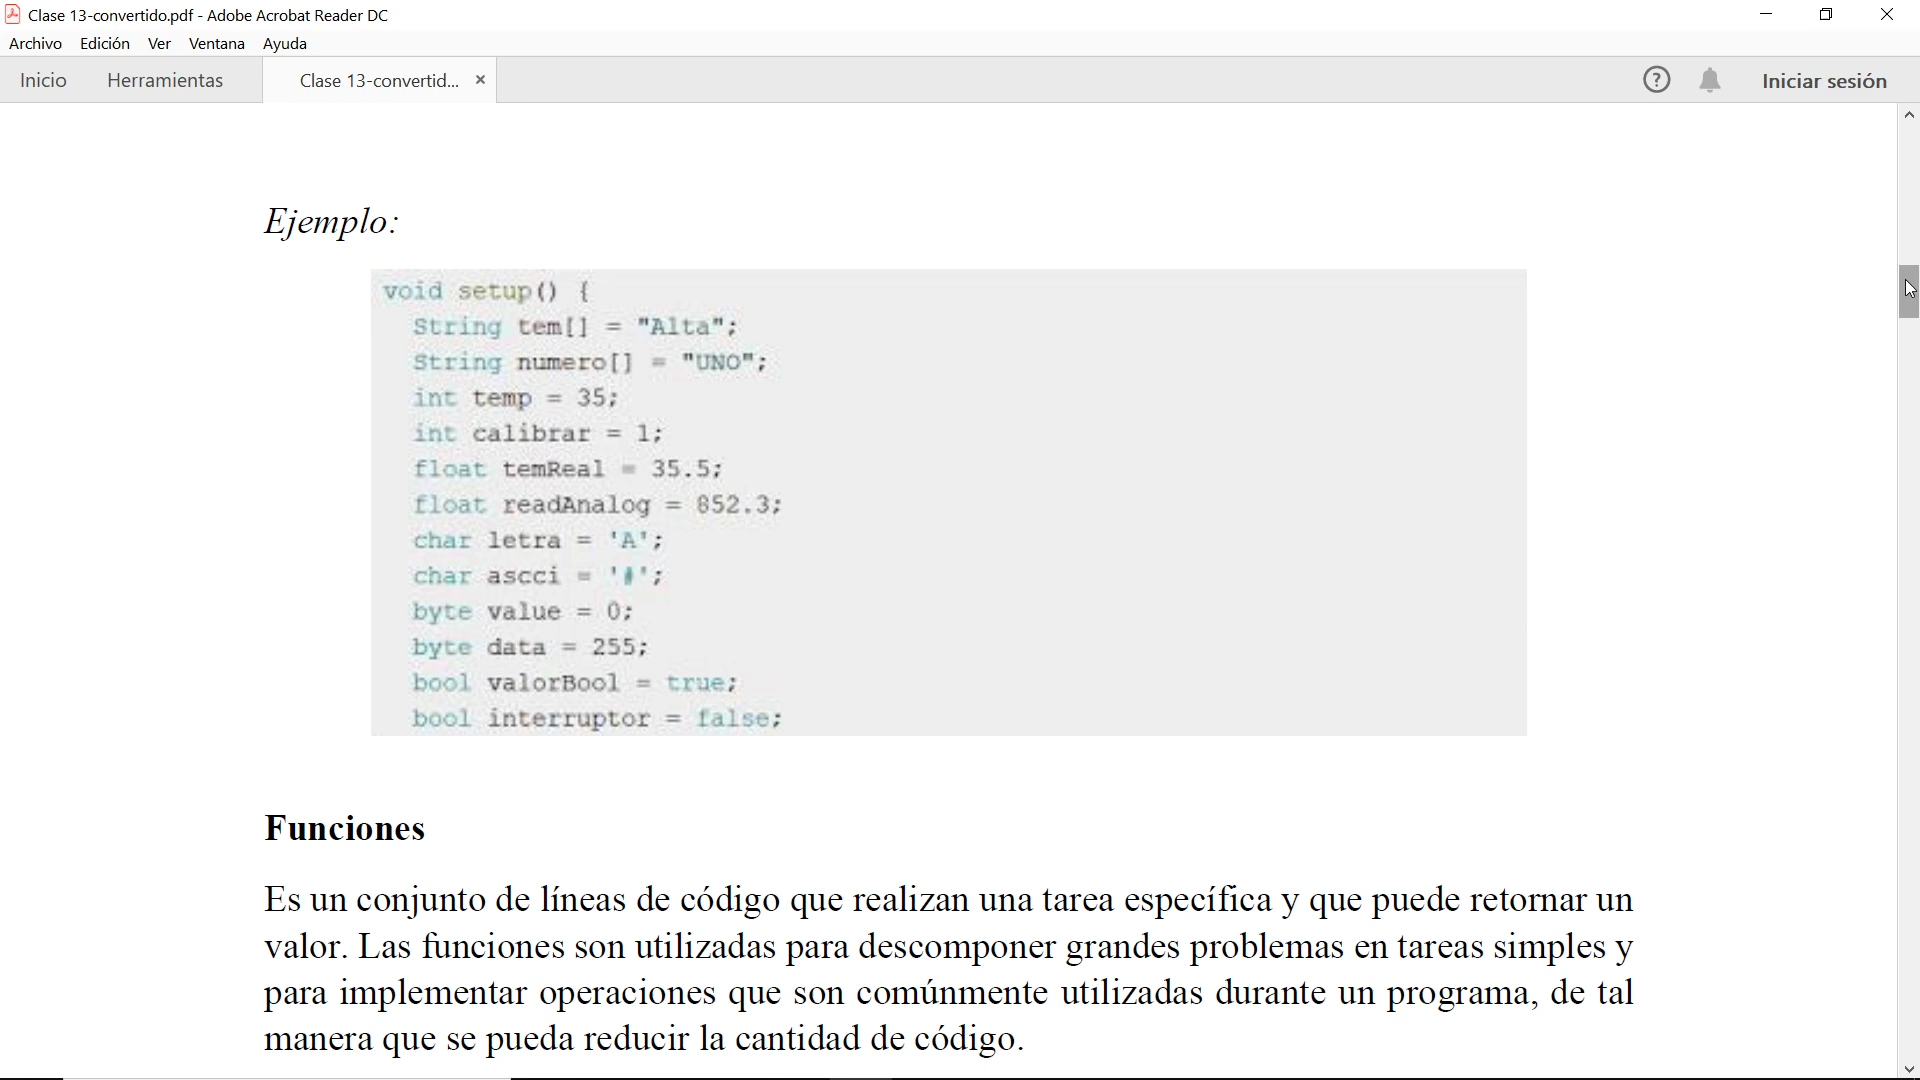 Clase 13-convertido.pdf - Adobe Acrobat Reader DC
Archivo Edición Ver Ventana Ayuda
Inicio Herramientas Clase 13-convertid... × ? Iniciar sesión
Ejemplo:
void setup() {
String tem[] = "Alta";
String numero[] = "UNO";
int temp = 35;
int calibrar = 1;
float temReal = 35.5;
float readAnalog = 852.3;
char letra = 'A';
char ascci = '#';
byte value = 0;
byte data = 255;
bool valorBool = true;
bool interruptor = false;
Funciones
Es un conjunto de líneas de código que realizan una tarea específica y que puede retornar un
valor. Las funciones son utilizadas para descomponer grandes problemas en tareas simples y
para implementar operaciones que son comúnmente utilizadas durante un programa, de tal
manera que se pueda reducir la cantidad de código.